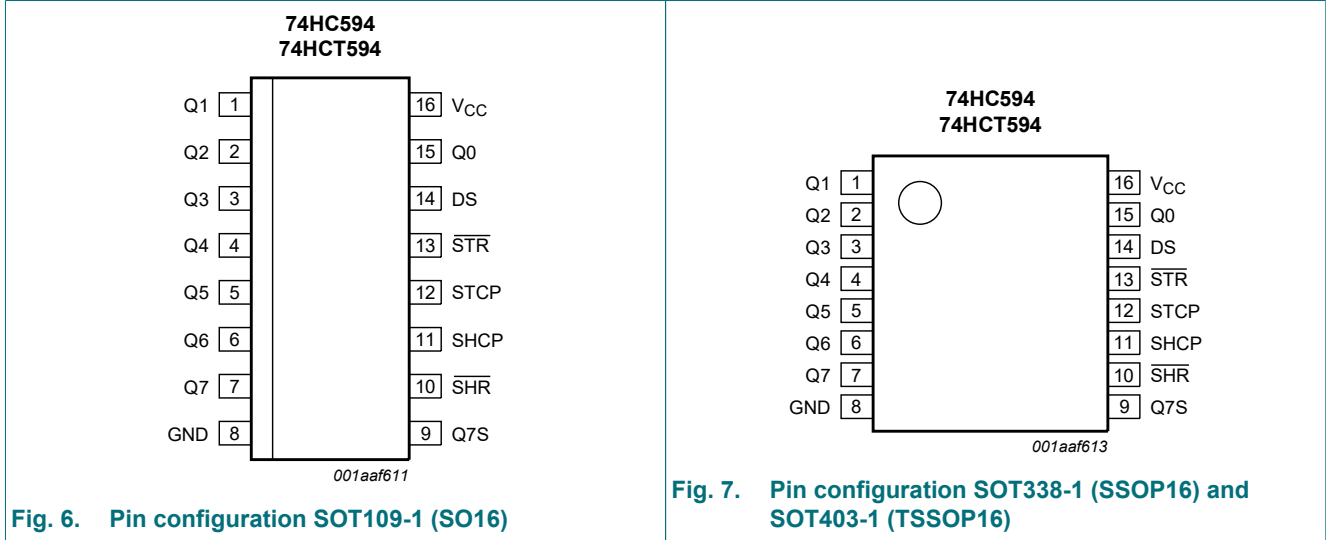 74HC594
74HCT594
Q1 1 16 VCC
Q2 2 15 Q0
Q3 3 14 DS
Q4 4 13 STR
Q5 5 12 STCP
Q6 6 11 SHCP
Q7 7 10 SHR
GND 8 9 Q7S
001aaf611
Fig. 6. Pin configuration SOT109-1 (SO16)
74HC594
74HCT594
Q1 1 16 VCC
Q2 2 15 Q0
Q3 3 14 DS
Q4 4 13 STR
Q5 5 12 STCP
Q6 6 11 SHCP
Q7 7 10 SHR
GND 8 9 Q7S
001aaf613
Fig. 7. Pin configuration SOT338-1 (SSOP16) and
SOT403-1 (TSSOP16)